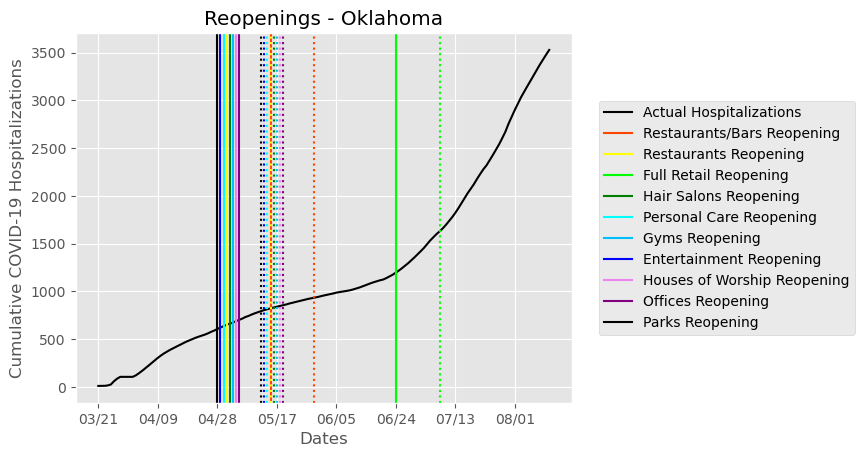 Reopenings - Oklahoma
Cumulative COVID-19 Hospitalizations
3500
3000
2500
2000
1500
1000
500
0
03/21 04/09 04/28 05/17 06/05 06/24 07/13 08/01
Dates
Actual Hospitalizations
Restaurants/Bars Reopening
Restaurants Reopening
Full Retail Reopening
Hair Salons Reopening
Personal Care Reopening
Gyms Reopening
Entertainment Reopening
Houses of Worship Reopening
Offices Reopening
Parks Reopening